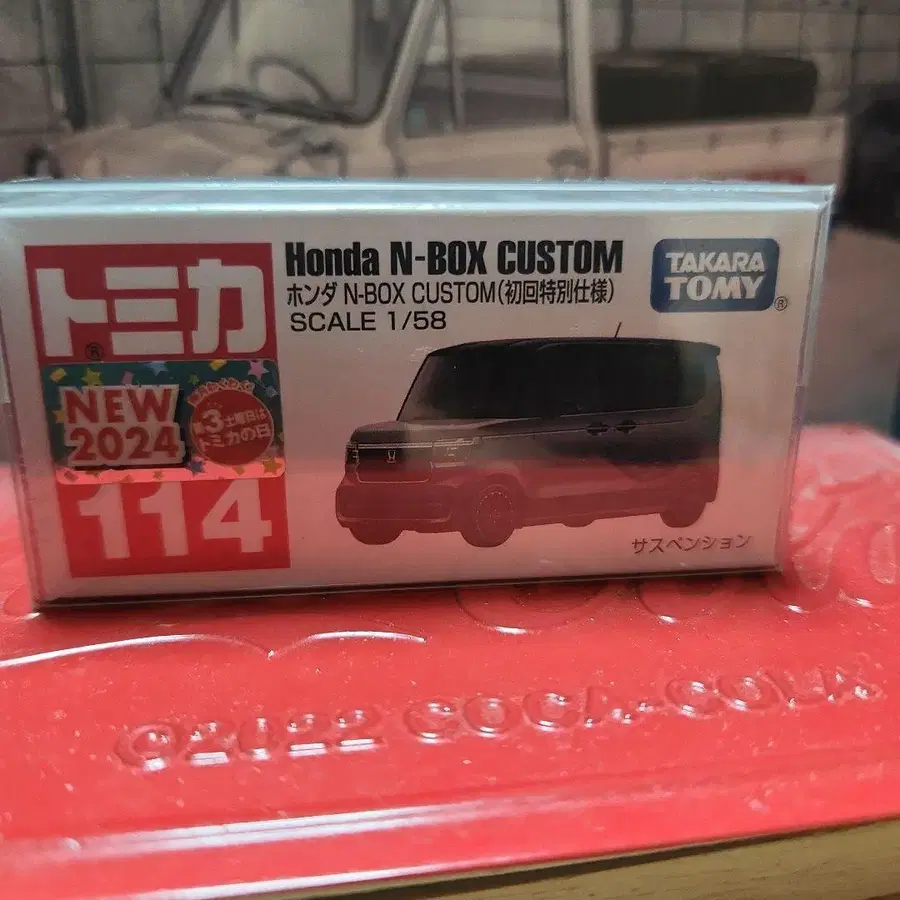 トミカ
®
NEW
2024
第3土曜日は
トミカの日
114
Honda N-BOX CUSTOM
ホンダ N-BOX CUSTOM(初回特別仕様)
SCALE 1/58
TAKARA
TOMY
®
サスペンション
©2022 COCA-COLA